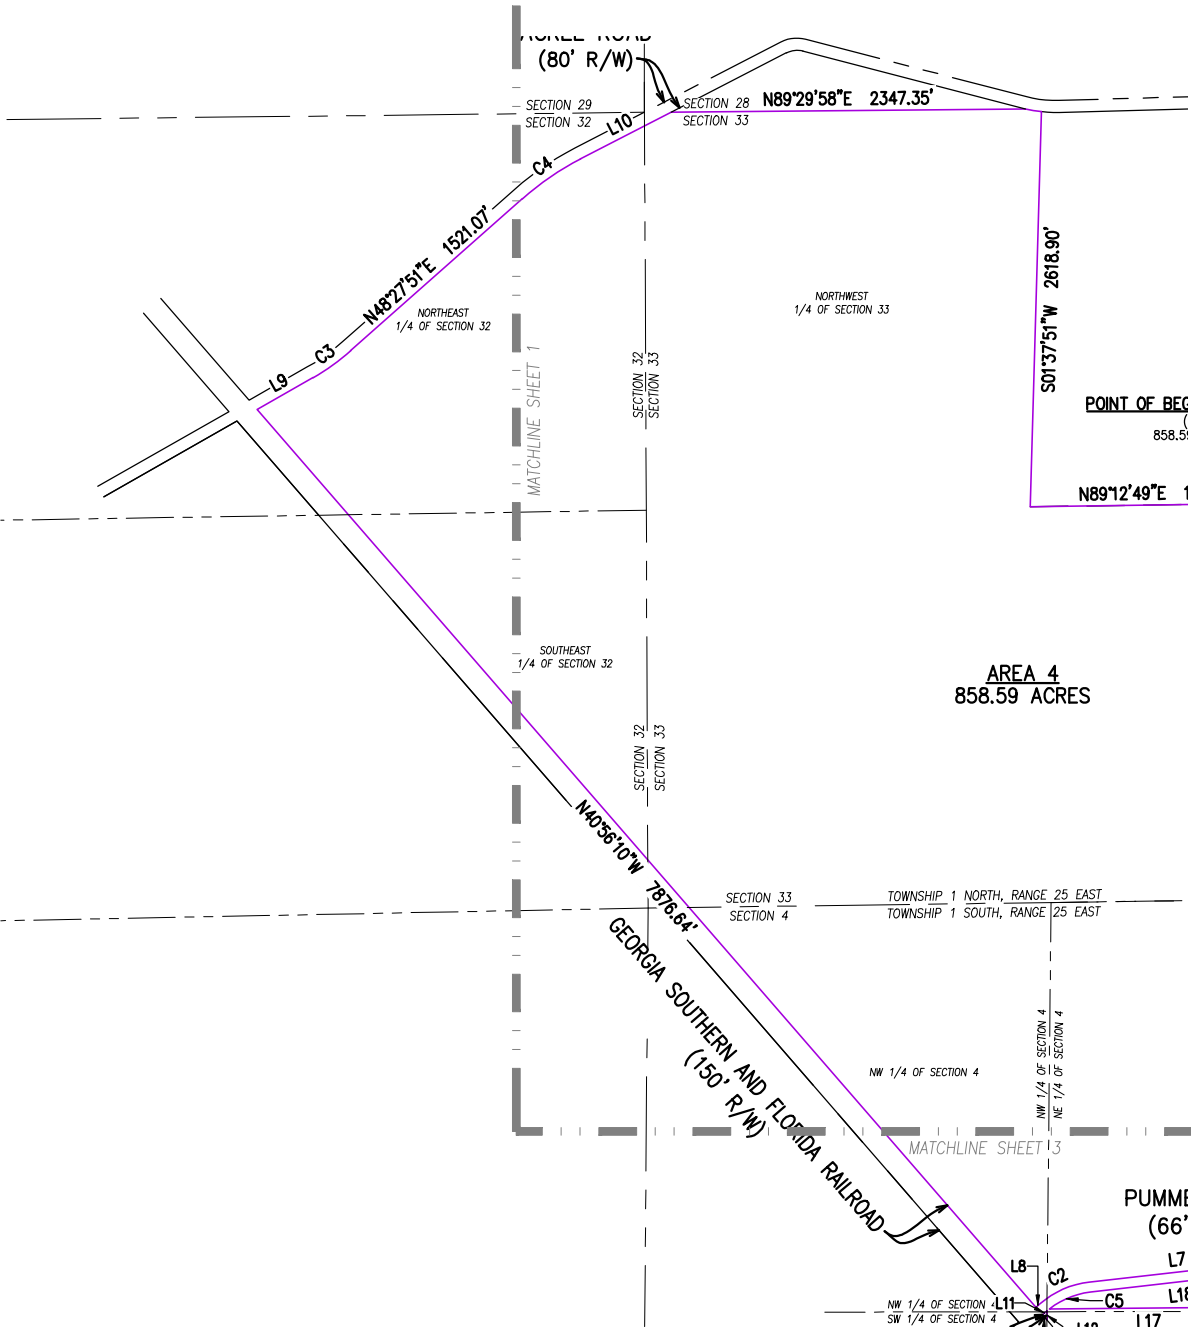 (80' R/W)
SECTION 29
SECTION 32
SECTION 28
SECTION 33
N89°29'58"E 2347.35'
L10
C4
N48°27'51"E 1521.07'
C3
L9
NORTHEAST
1/4 OF SECTION 32
NORTHWEST
1/4 OF SECTION 33
S01°37'51"W 2618.90'
MATCHLINE SHEET 1
SECTION 32
SECTION 33
POINT OF BEG
(
858.59
N89°12'49"E 1
SOUTHEAST
1/4 OF SECTION 32
AREA 4
858.59 ACRES
SECTION 32
SECTION 33
N40°56'10"W 7876.64'
SECTION 33
SECTION 4
TOWNSHIP 1 NORTH, RANGE 25 EAST
TOWNSHIP 1 SOUTH, RANGE 25 EAST
GEORGIA SOUTHERN AND FLORIDA RAILROAD
(150' R/W)
NW 1/4 OF SECTION 4
NE 1/4 OF SECTION 4
NW 1/4 OF SECTION 4
MATCHLINE SHEET 3
PUMME
(66'
L7
L8
C2
L18
NW 1/4 OF SECTION 4
SW 1/4 OF SECTION 4
L11
C5
L17